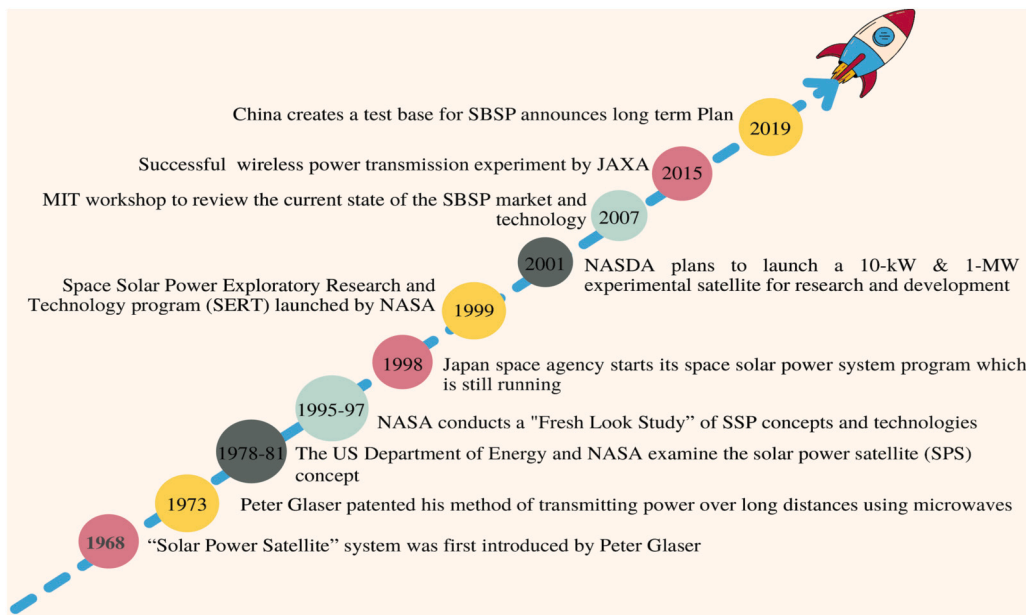 China creates a test base for SBSP announces long term Plan
2019
Successful wireless power transmission experiment by JAXA
2015
MIT workshop to review the current state of the SBSP market and
technology
2007
2001
NASDA plans to launch a 10-kW & 1-MW
experimental satellite for research and development
Space Solar Power Exploratory Research and
Technology program (SERT) launched by NASA
1999
1998
Japan space agency starts its space solar power system program which
is still running
1995-97
NASA conducts a "Fresh Look Study” of SSP concepts and technologies
1978-81
The US Department of Energy and NASA examine the solar power satellite (SPS)
concept
1973
Peter Glaser patented his method of transmitting power over long distances using microwaves
1968
“Solar Power Satellite” system was first introduced by Peter Glaser